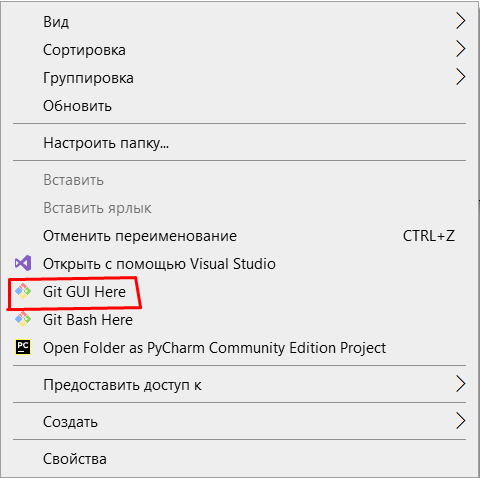 Вид
Сортировка
Группировка
Обновить
Настроить папку...
Вставить
Вставить ярлык
Отменить переименование CTRL+Z
Открыть с помощью Visual Studio
Git GUI Here
Git Bash Here
PC Open Folder as PyCharm Community Edition Project
Предоставить доступ к
Создать
Свойства